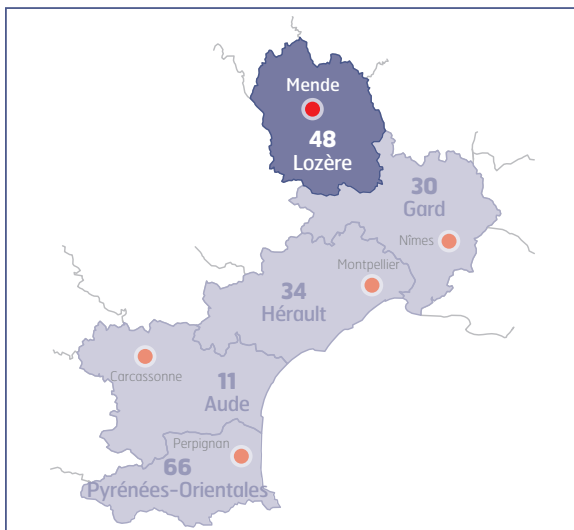 Mende
48
Lozère
30
Gard
Nîmes
Montpellier
34
Hérault
Carcassonne
11
Aude
Perpignan
66
Pyrénées-Orientales